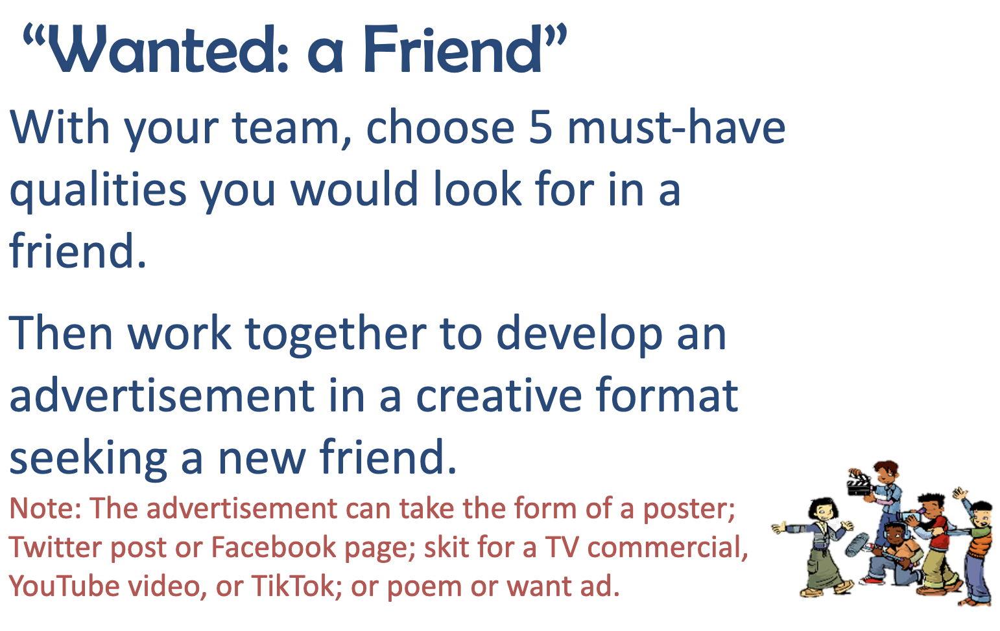 “Wanted: a Friend”
With your team, choose 5 must-have
qualities you would look for in a
friend.
Then work together to develop an
advertisement in a creative format
seeking a new friend.
Note: The advertisement can take the form of a poster;
Twitter post or Facebook page; skit for a TV commercial,
YouTube video, or TikTok; or poem or want ad.